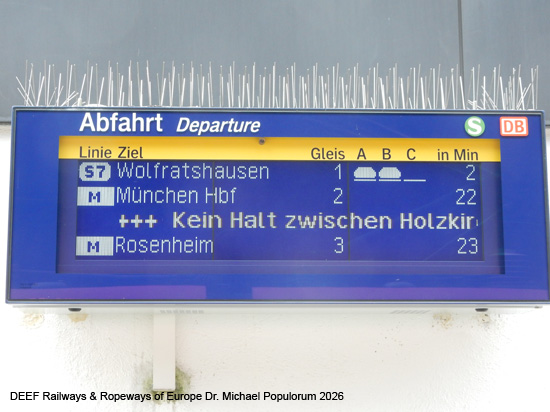 Abfahrt Departure S DB
Linie Ziel Gleis A B C in Min
S7 Wolfratshausen 1 2
M München Hbf 2 22
+++ Kein Halt zwischen Holzkir
M Rosenheim 3 23
DEEF Railways & Ropeways of Europe Dr. Michael Populorum 2026